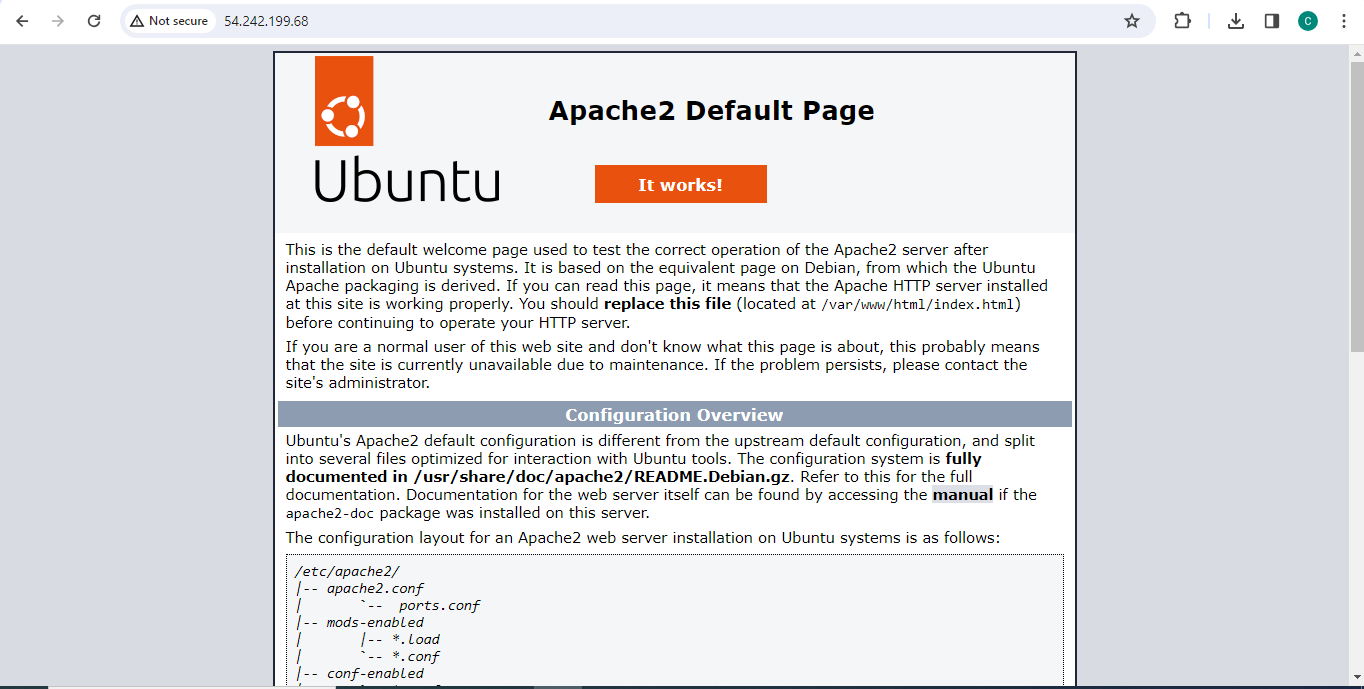 Not secure 54.242.199.68 C
Apache2 Default Page
Ubuntu
It works!
This is the default welcome page used to test the correct operation of the Apache2 server after
installation on Ubuntu systems. It is based on the equivalent page on Debian, from which the Ubuntu
Apache packaging is derived. If you can read this page, it means that the Apache HTTP server installed
at this site is working properly. You should replace this file (located at /var/www/html/index.html)
before continuing to operate your HTTP server.
If you are a normal user of this web site and don't know what this page is about, this probably means
that the site is currently unavailable due to maintenance. If the problem persists, please contact the
site's administrator.
Configuration Overview
Ubuntu's Apache2 default configuration is different from the upstream default configuration, and split
into several files optimized for interaction with Ubuntu tools. The configuration system is fully
documented in /usr/share/doc/apache2/README.Debian.gz. Refer to this for the full
documentation. Documentation for the web server itself can be found by accessing the manual if the
apache2-doc package was installed on this server.
The configuration layout for an Apache2 web server installation on Ubuntu systems is as follows:
/etc/apache2/
|-- apache2.conf
|       `--  ports.conf
|-- mods-enabled
|       |-- *.load
|       `-- *.conf
|-- conf-enabled